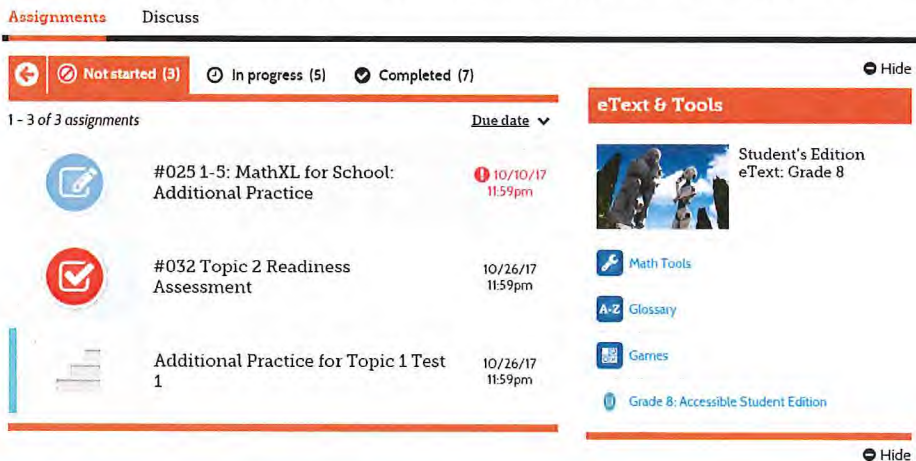 Assignments Discuss
Not started (3) In progress (5) Completed (7)
1 - 3 of 3 assignments Due date
#025 1-5: MathXL for School:
Additional Practice
10/10/17
11:59pm
#032 Topic 2 Readiness
Assessment
10/26/17
11:59pm
Additional Practice for Topic 1 Test
1
10/26/17
11:59pm
Hide
eText & Tools
Student's Edition
eText: Grade 8
Math Tools
A-Z Glossary
Games
Grade 8: Accessible Student Edition
Hide